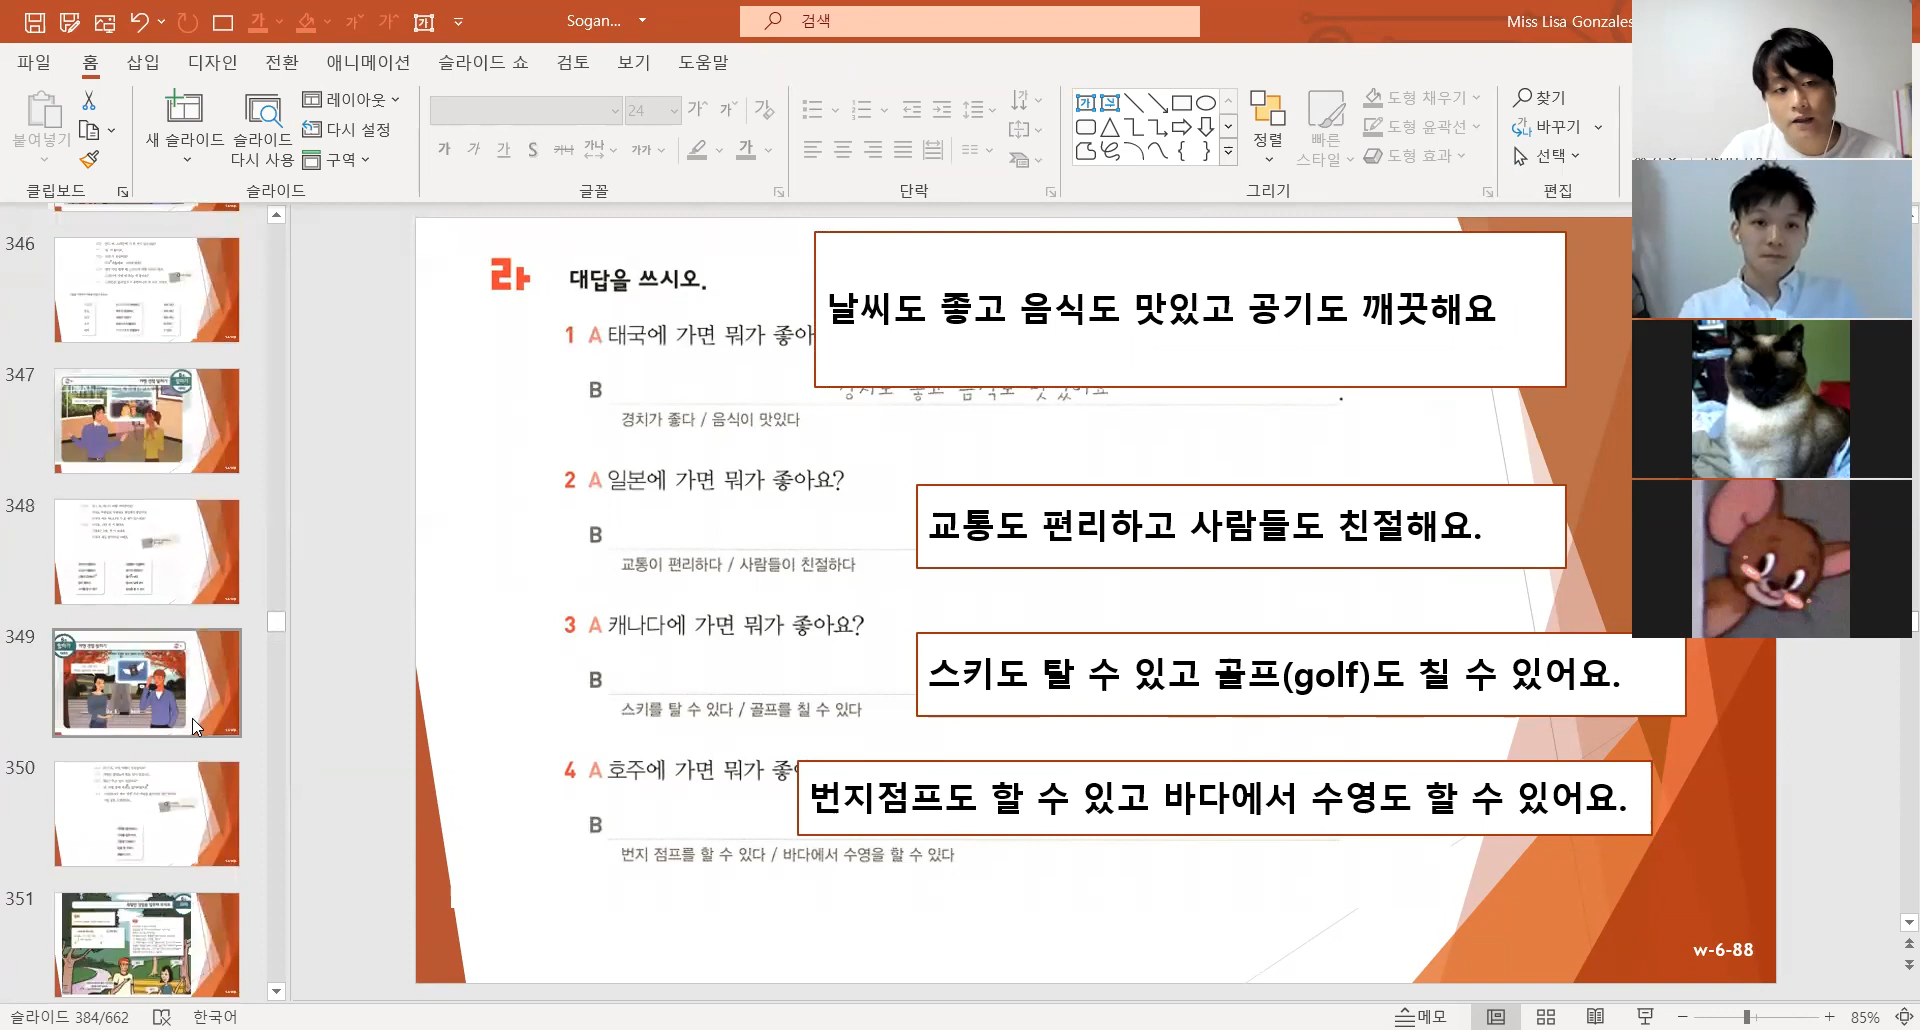 Sogan...
검색
Miss Lisa Gonzales
파일 홈 삽입 디자인 전환 애니메이션 슬라이드 쇼 검토 보기 도움말
붙여넣기
클립보드
새 슬라이드
슬라이드 다시 사용
레이아웃
다시 설정
구역
슬라이드
24
글꼴
단락
정렬
빠른 스타일
도형 채우기
도형 윤곽선
도형 효과
그리기
찾기
바꾸기
선택
편집
346
347
348
349
350
351
라 대답을 쓰시오.
날씨도 좋고 음식도 맛있고 공기도 깨끗해요
1 A 태국에 가면 뭐가 좋아
B
경치가 좋다 / 음식이 맛있다
2 A 일본에 가면 뭐가 좋아요?
B 교통도 편리하고 사람들도 친절해요.
교통이 편리하다 / 사람들이 친절하다
3 A 캐나다에 가면 뭐가 좋아요?
B 스키도 탈 수 있고 골프(golf)도 칠 수 있어요.
스키를 탈 수 있다 / 골프를 칠 수 있다
4 A 호주에 가면 뭐가 좋
B 번지점프도 할 수 있고 바다에서 수영도 할 수 있어요.
번지 점프를 할 수 있다 / 바다에서 수영을 할 수 있다
w-6-88
슬라이드 384/662 한국어
메모
85%